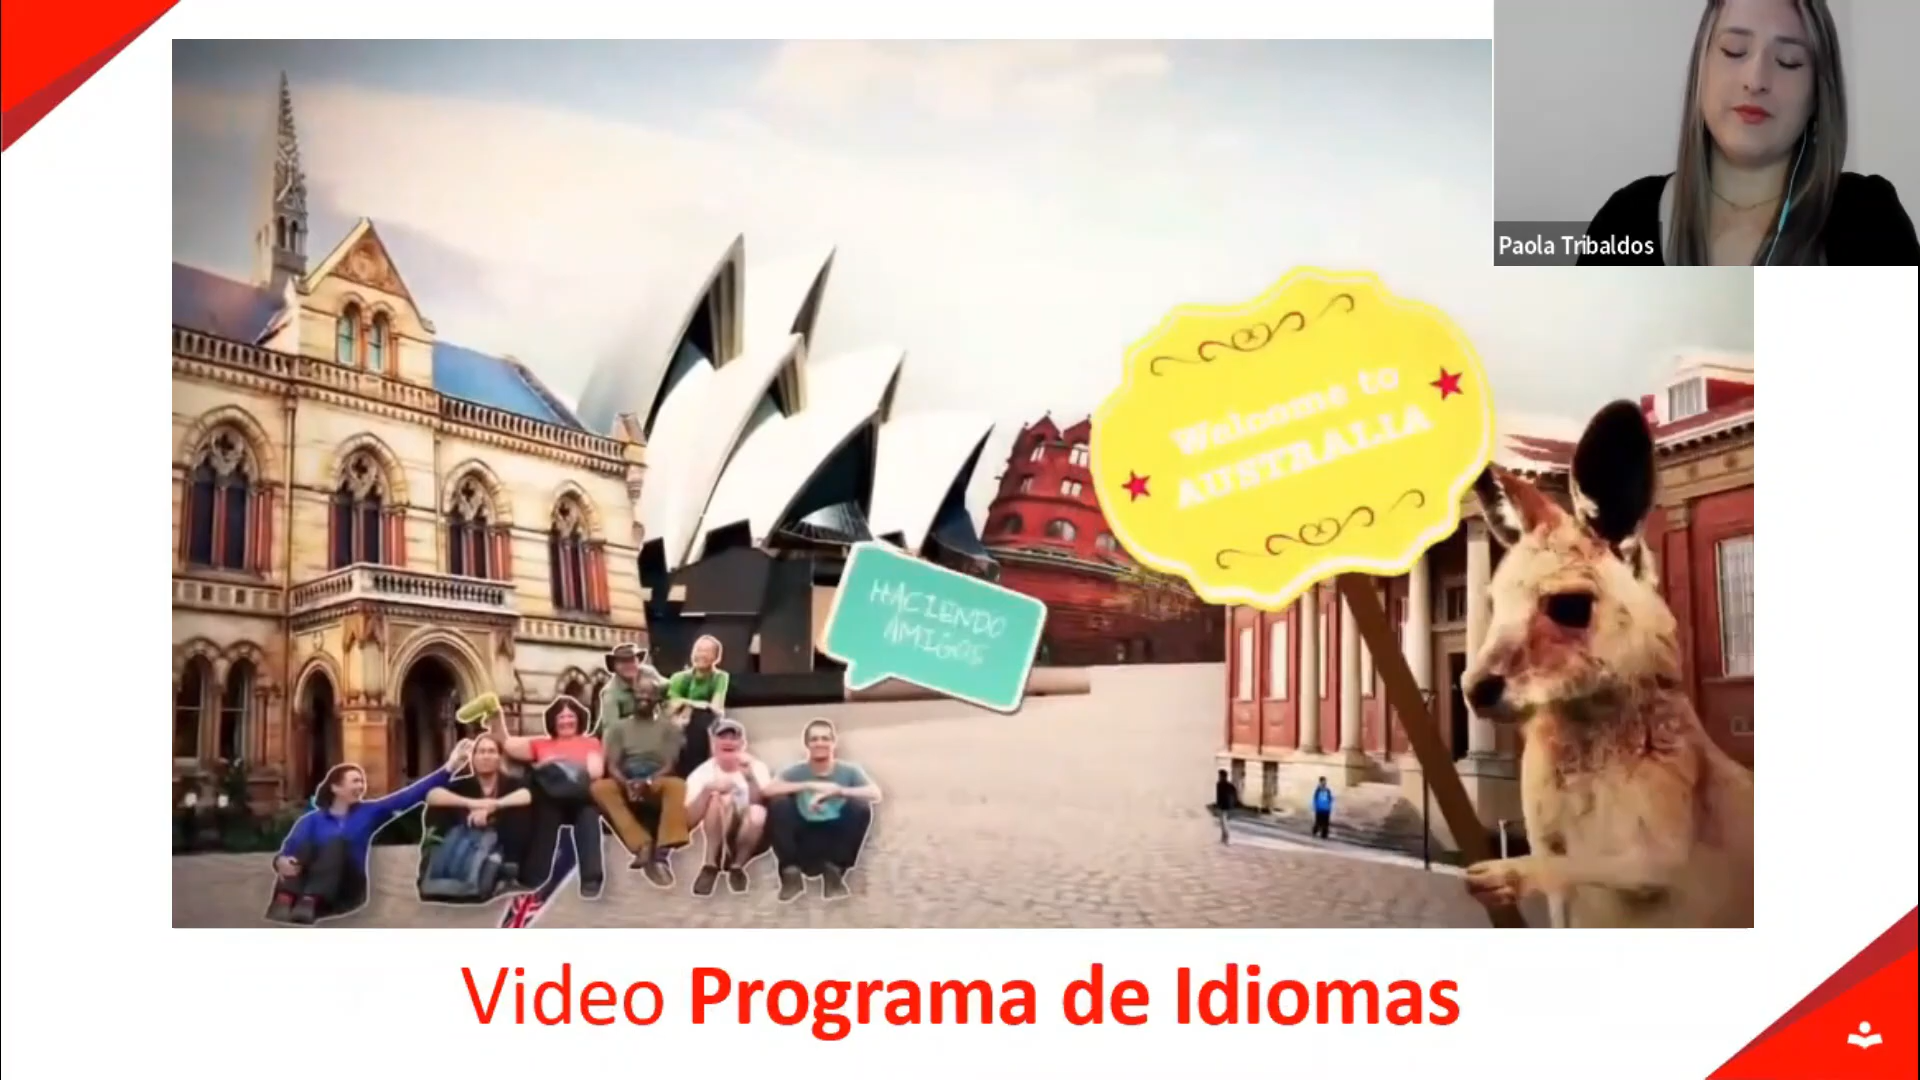 Paola Tribaldos
Welcome to
AUSTRALIA
HACIENDO
AMIGOS
Video Programa de Idiomas